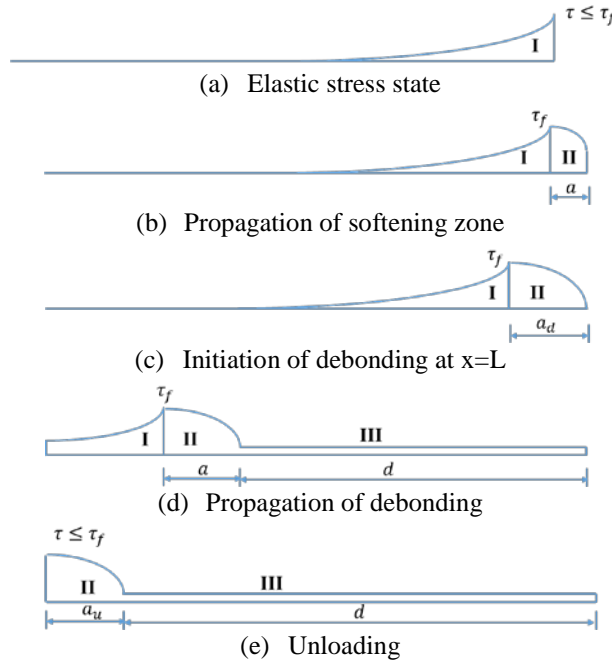 τ ≤ τ_f
I
(a) Elastic stress state
τ_f
I II
a
(b) Propagation of softening zone
τ_f
I II
a_d
(c) Initiation of debonding at x=L
τ_f
I II III
a d
(d) Propagation of debonding
τ ≤ τ_f
II III
a_u d
(e) Unloading